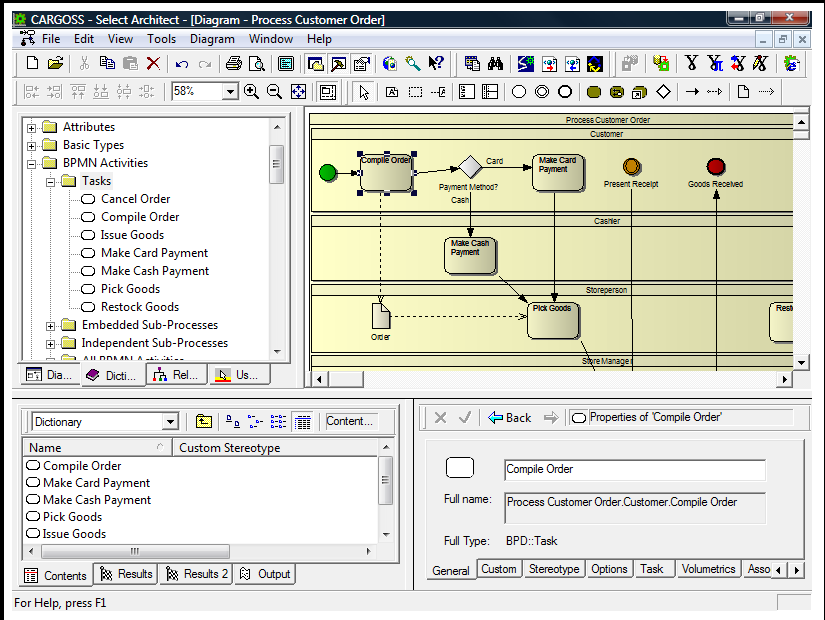 CARGOSS - Select Architect - [Diagram - Process Customer Order]
File Edit View Tools Diagram Window Help
58%
Attributes
Basic Types
BPMN Activities
Tasks
Cancel Order
Compile Order
Issue Goods
Make Card Payment
Make Cash Payment
Pick Goods
Restock Goods
Embedded Sub-Processes
Independent Sub-Processes
All BPMN Activities
Dia... Dicti... Rel... Us...
Process Customer Order
Customer
Compile Order
Card
Make Card
Payment
Payment Method?
Present Receipt
Goods Received
Cash
Cashier
Make Cash
Payment
Storeperson
Pick Goods
Rest
Order
Store Manager
Dictionary
Content...
Name Custom Stereotype
Compile Order
Make Card Payment
Make Cash Payment
Pick Goods
Issue Goods
Contents Results Results 2 Output
Back Properties of 'Compile Order'
Compile Order
Full name: Process Customer Order.Customer.Compile Order
Full Type: BPD::Task
General Custom Stereotype Options Task Volumetrics Asso
For Help, press F1